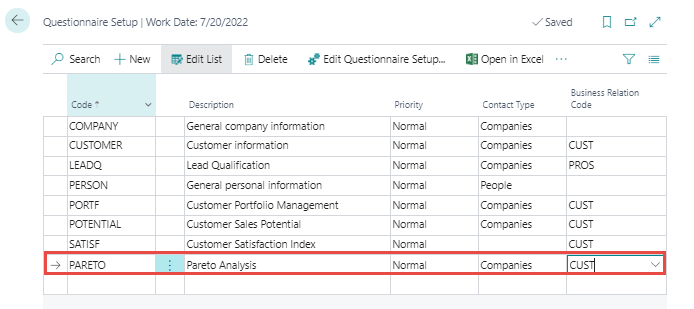 Questionnaire Setup | Work Date: 7/20/2022 Saved
Search + New Edit List Delete Edit Questionnaire Setup... Open in Excel ...
Code ↑ Description Priority Contact Type Business Relation Code
COMPANY General company information Normal Companies
CUSTOMER Customer information Normal Companies CUST
LEADQ Lead Qualification Normal Companies PROS
PERSON General personal information Normal People
PORTF Customer Portfolio Management Normal Companies CUST
POTENTIAL Customer Sales Potential Normal Companies CUST
SATISF Customer Satisfaction Index Normal CUST
PARETO Pareto Analysis Normal Companies CUST